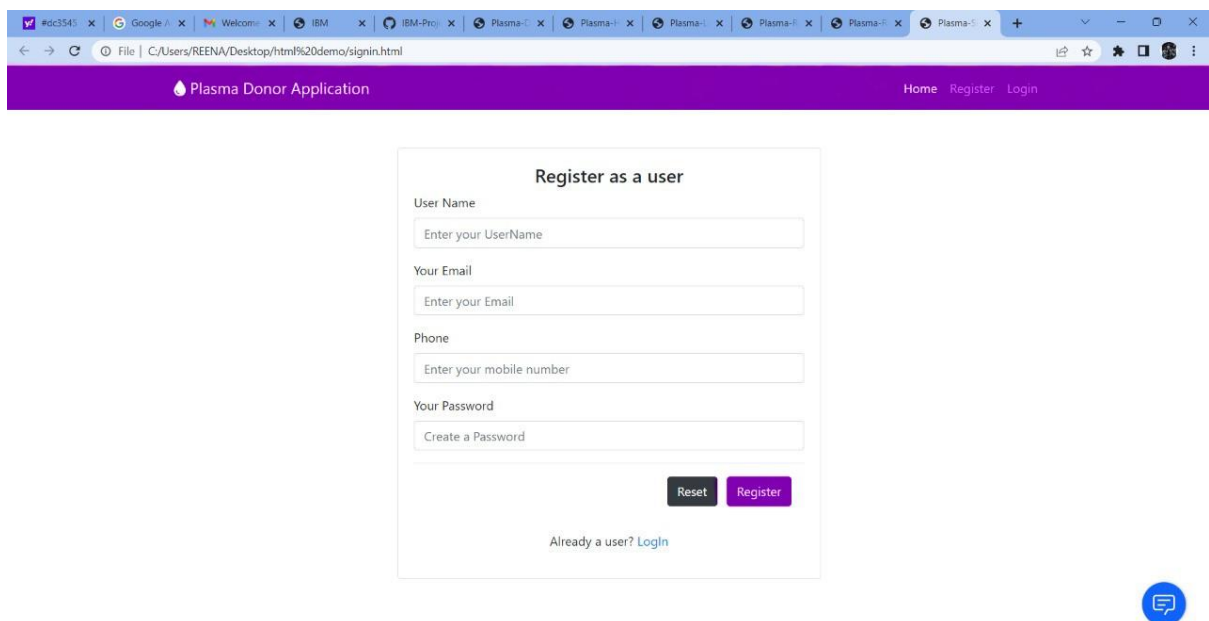 #dc3545
Google A
Welcome
IBM
IBM-Proj
Plasma-D
Plasma-H
Plasma-L
Plasma-R
Plasma-R
Plasma-S
File | C:/Users/REENA/Desktop/html%20demo/signin.html
Plasma Donor Application
Home Register Login
Register as a user
User Name
Enter your UserName
Your Email
Enter your Email
Phone
Enter your mobile number
Your Password
Create a Password
Reset Register
Already a user? LogIn